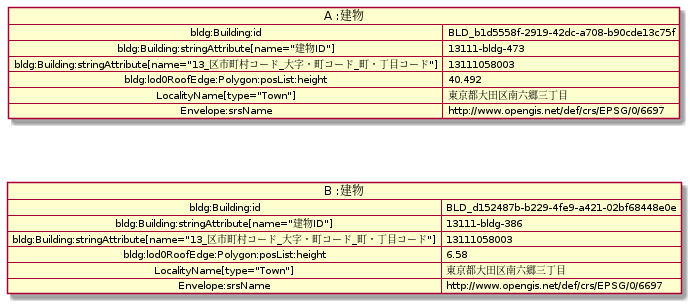 A :建物
bldg:Building:id BLD_b1d5558f-2919-42dc-a708-b90cde13c75f
bldg:Building:stringAttribute[name="建物ID"] 13111-bldg-473
bldg:Building:stringAttribute[name="13_区市町村コード_大字・町コード_町・丁目コード"] 13111058003
bldg:lod0RoofEdge:Polygon:posList:height 40.492
LocalityName[type="Town"] 東京都大田区南六郷三丁目
Envelope:srsName http://www.opengis.net/def/crs/EPSG/0/6697
B :建物
bldg:Building:id BLD_d152487b-b229-4fe9-a421-02bf68448e0e
bldg:Building:stringAttribute[name="建物ID"] 13111-bldg-386
bldg:Building:stringAttribute[name="13_区市町村コード_大字・町コード_町・丁目コード"] 13111058003
bldg:lod0RoofEdge:Polygon:posList:height 6.58
LocalityName[type="Town"] 東京都大田区南六郷三丁目
Envelope:srsName http://www.opengis.net/def/crs/EPSG/0/6697